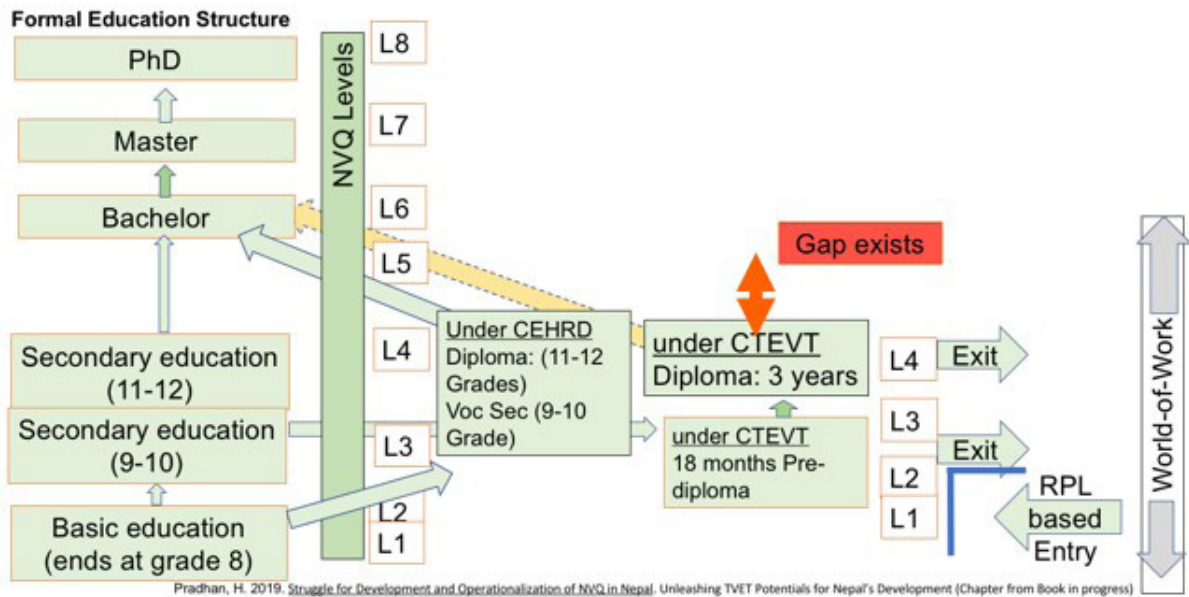 Formal Education Structure
PhD
Master
Bachelor
Secondary education
(11-12)
Secondary education
(9-10)
Basic education
(ends at grade 8)
NVQ Levels
L8
L7
L6
L5
L4
L3
L2
L1
Under CEHRD
Diploma: (11-12
Grades)
Voc Sec (9-10
Grade)
Gap exists
under CTEVT
Diploma: 3 years
under CTEVT
18 months Pre-
diploma
L4
L3
L2
L1
Exit
Exit
RPL
based
Entry
World-of-Work
Pradhan, H. 2019. Struggle for Development and Operationalization of NVQ in Nepal. Unleashing TVET Potentials for Nepal's Development (Chapter from Book in progress)